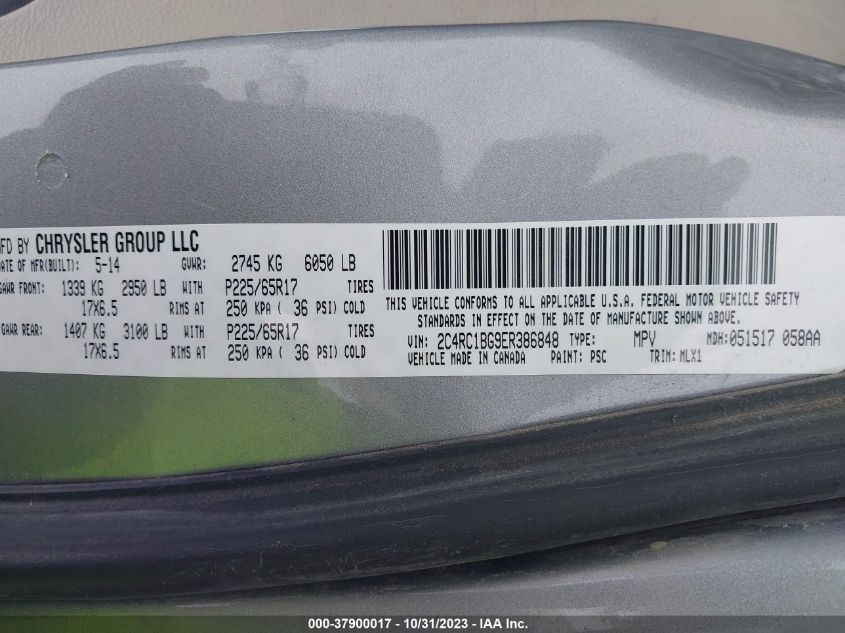 MFD BY CHRYSLER GROUP LLC
DATE OF MFR(BUILT): 5-14 GVWR: 2745 KG 6050 LB
GAWR FRONT: 1339 KG 2950 LB WITH P225/65R17 TIRES
17X6.5 RIMS AT 250 KPA ( 36 PSI) COLD
GAWR REAR: 1407 KG 3100 LB WITH P225/65R17 TIRES
17X6.5 RIMS AT 250 KPA ( 36 PSI) COLD
THIS VEHICLE CONFORMS TO ALL APPLICABLE U.S.A. FEDERAL MOTOR VEHICLE SAFETY
STANDARDS IN EFFECT ON THE DATE OF MANUFACTURE SHOWN ABOVE.
VIN: 2C4RC1BG9ER386848 TYPE: MPV MDH: 051517 058AA
VEHICLE MADE IN CANADA PAINT: PSC TRIM: MLX1
000-37900017 - 10/31/2023 - IAA Inc.